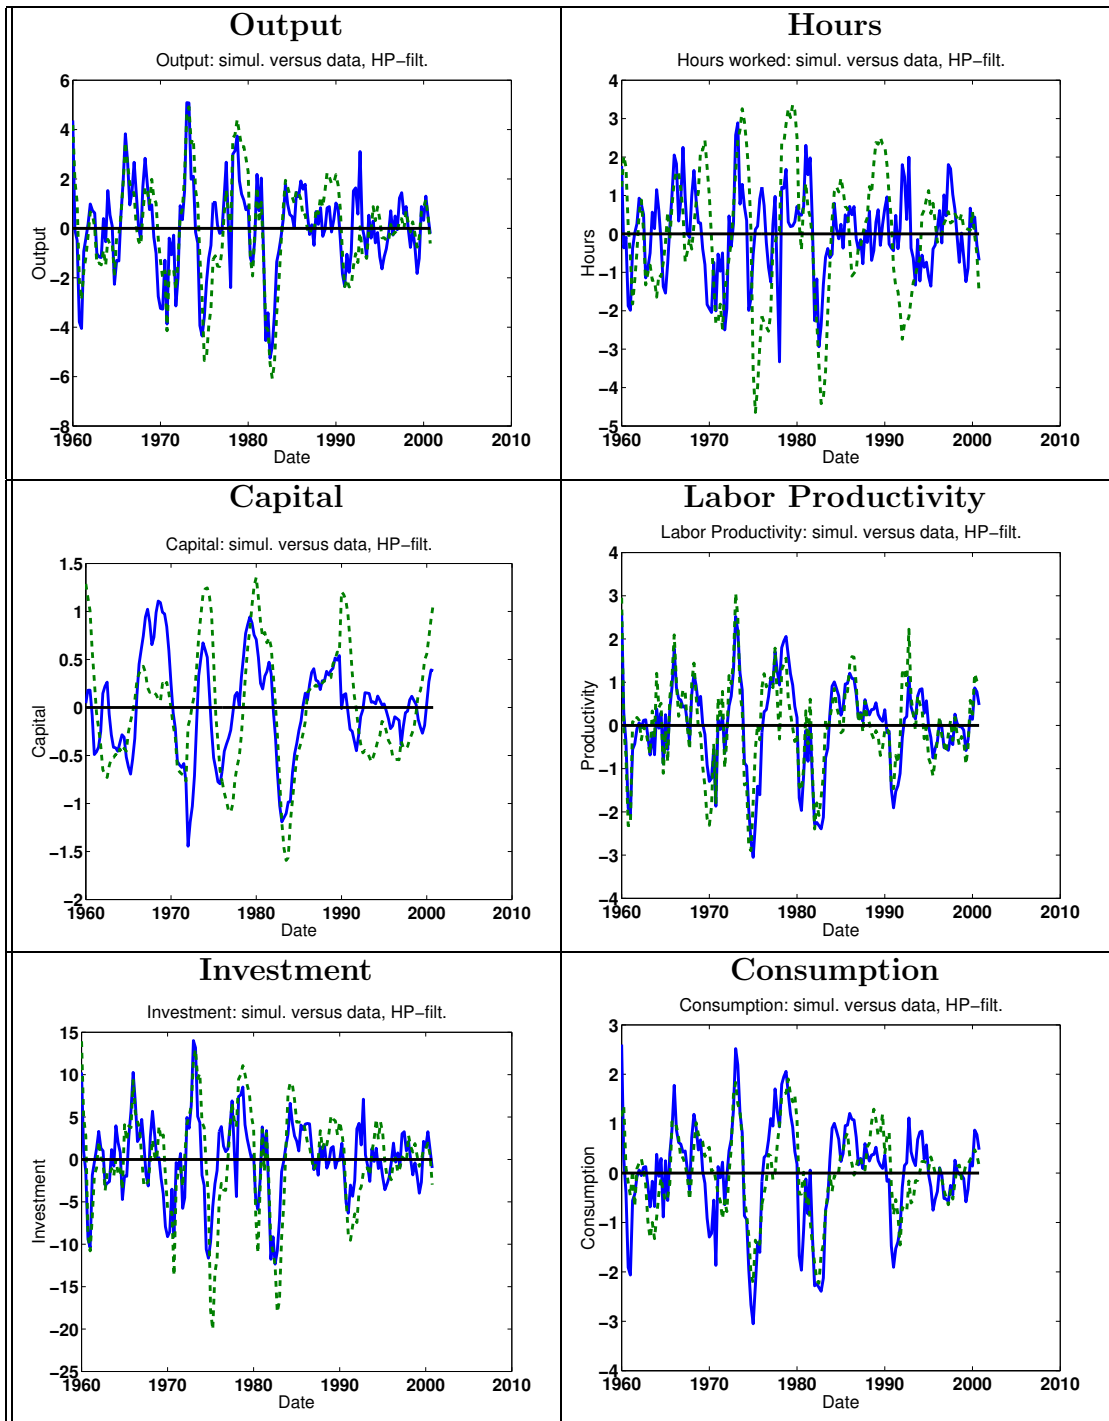 Output
Output: simul. versus data, HP−filt.
6
4
2
0
−2
−4
−6
−8
Output
1960 1970 1980 1990 2000 2010
Date
Hours
Hours worked: simul. versus data, HP−filt.
4
3
2
1
0
−1
−2
−3
−4
−5
Hours
1960 1970 1980 1990 2000 2010
Date
Capital
Capital: simul. versus data, HP−filt.
1.5
1
0.5
0
−0.5
−1
−1.5
−2
Capital
1960 1970 1980 1990 2000 2010
Date
Labor Productivity
Labor Productivity: simul. versus data, HP−filt.
4
3
2
1
0
−1
−2
−3
−4
Productivity
1960 1970 1980 1990 2000 2010
Date
Investment
Investment: simul. versus data, HP−filt.
15
10
5
0
−5
−10
−15
−20
−25
Investment
1960 1970 1980 1990 2000 2010
Date
Consumption
Consumption: simul. versus data, HP−filt.
3
2
1
0
−1
−2
−3
−4
Consumption
1960 1970 1980 1990 2000 2010
Date